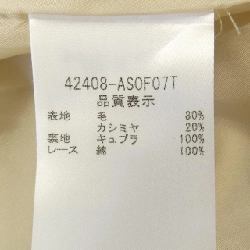 42408-ASOF07T
品質表示
表地 毛 80%
カシミヤ 20%
裏地 キュプラ 100%
レース 綿 100%